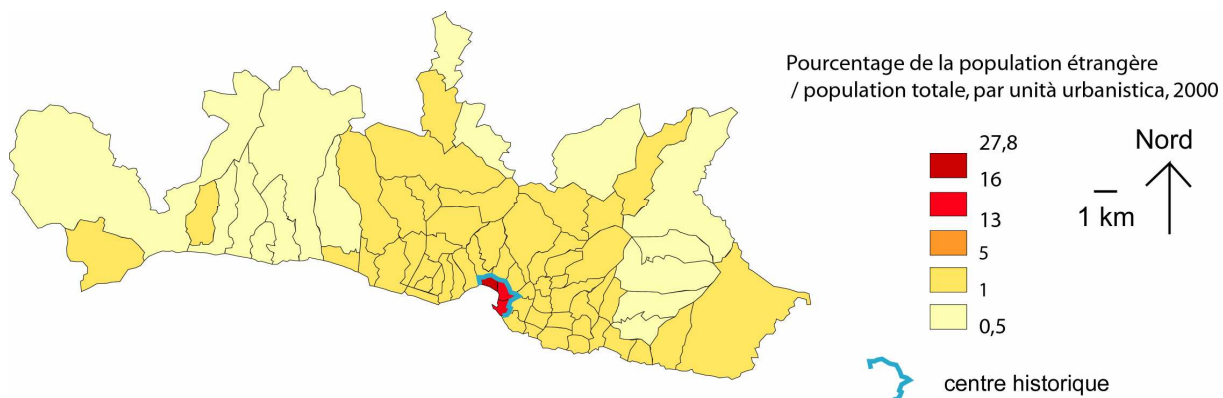 Pourcentage de la population étrangère
/ population totale, par unità urbanistica, 2000
27,8
16
13
5
1
0,5
Nord
1 km
centre historique